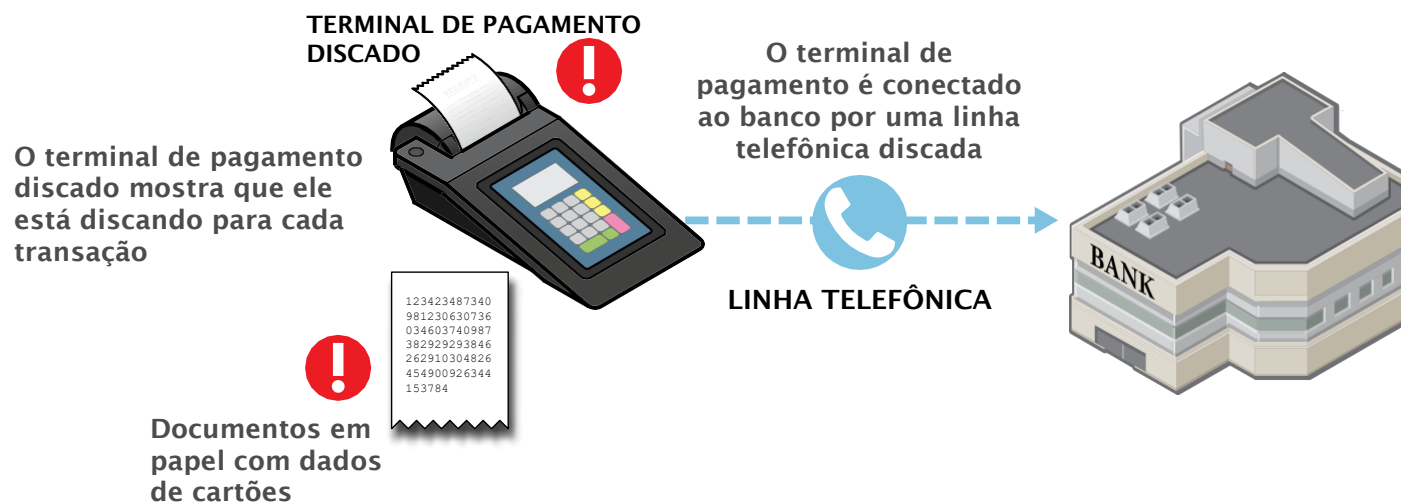 TERMINAL DE PAGAMENTO
DISCADO
O terminal de
pagamento é conectado
ao banco por uma linha
telefônica discada
O terminal de pagamento
discado mostra que ele
está discando para cada
transação
BANK
LINHA TELEFÔNICA
123423487340
981230630736
034603740987
382929293846
262910304826
454900926344
153784
Documentos em
papel com dados
de cartões